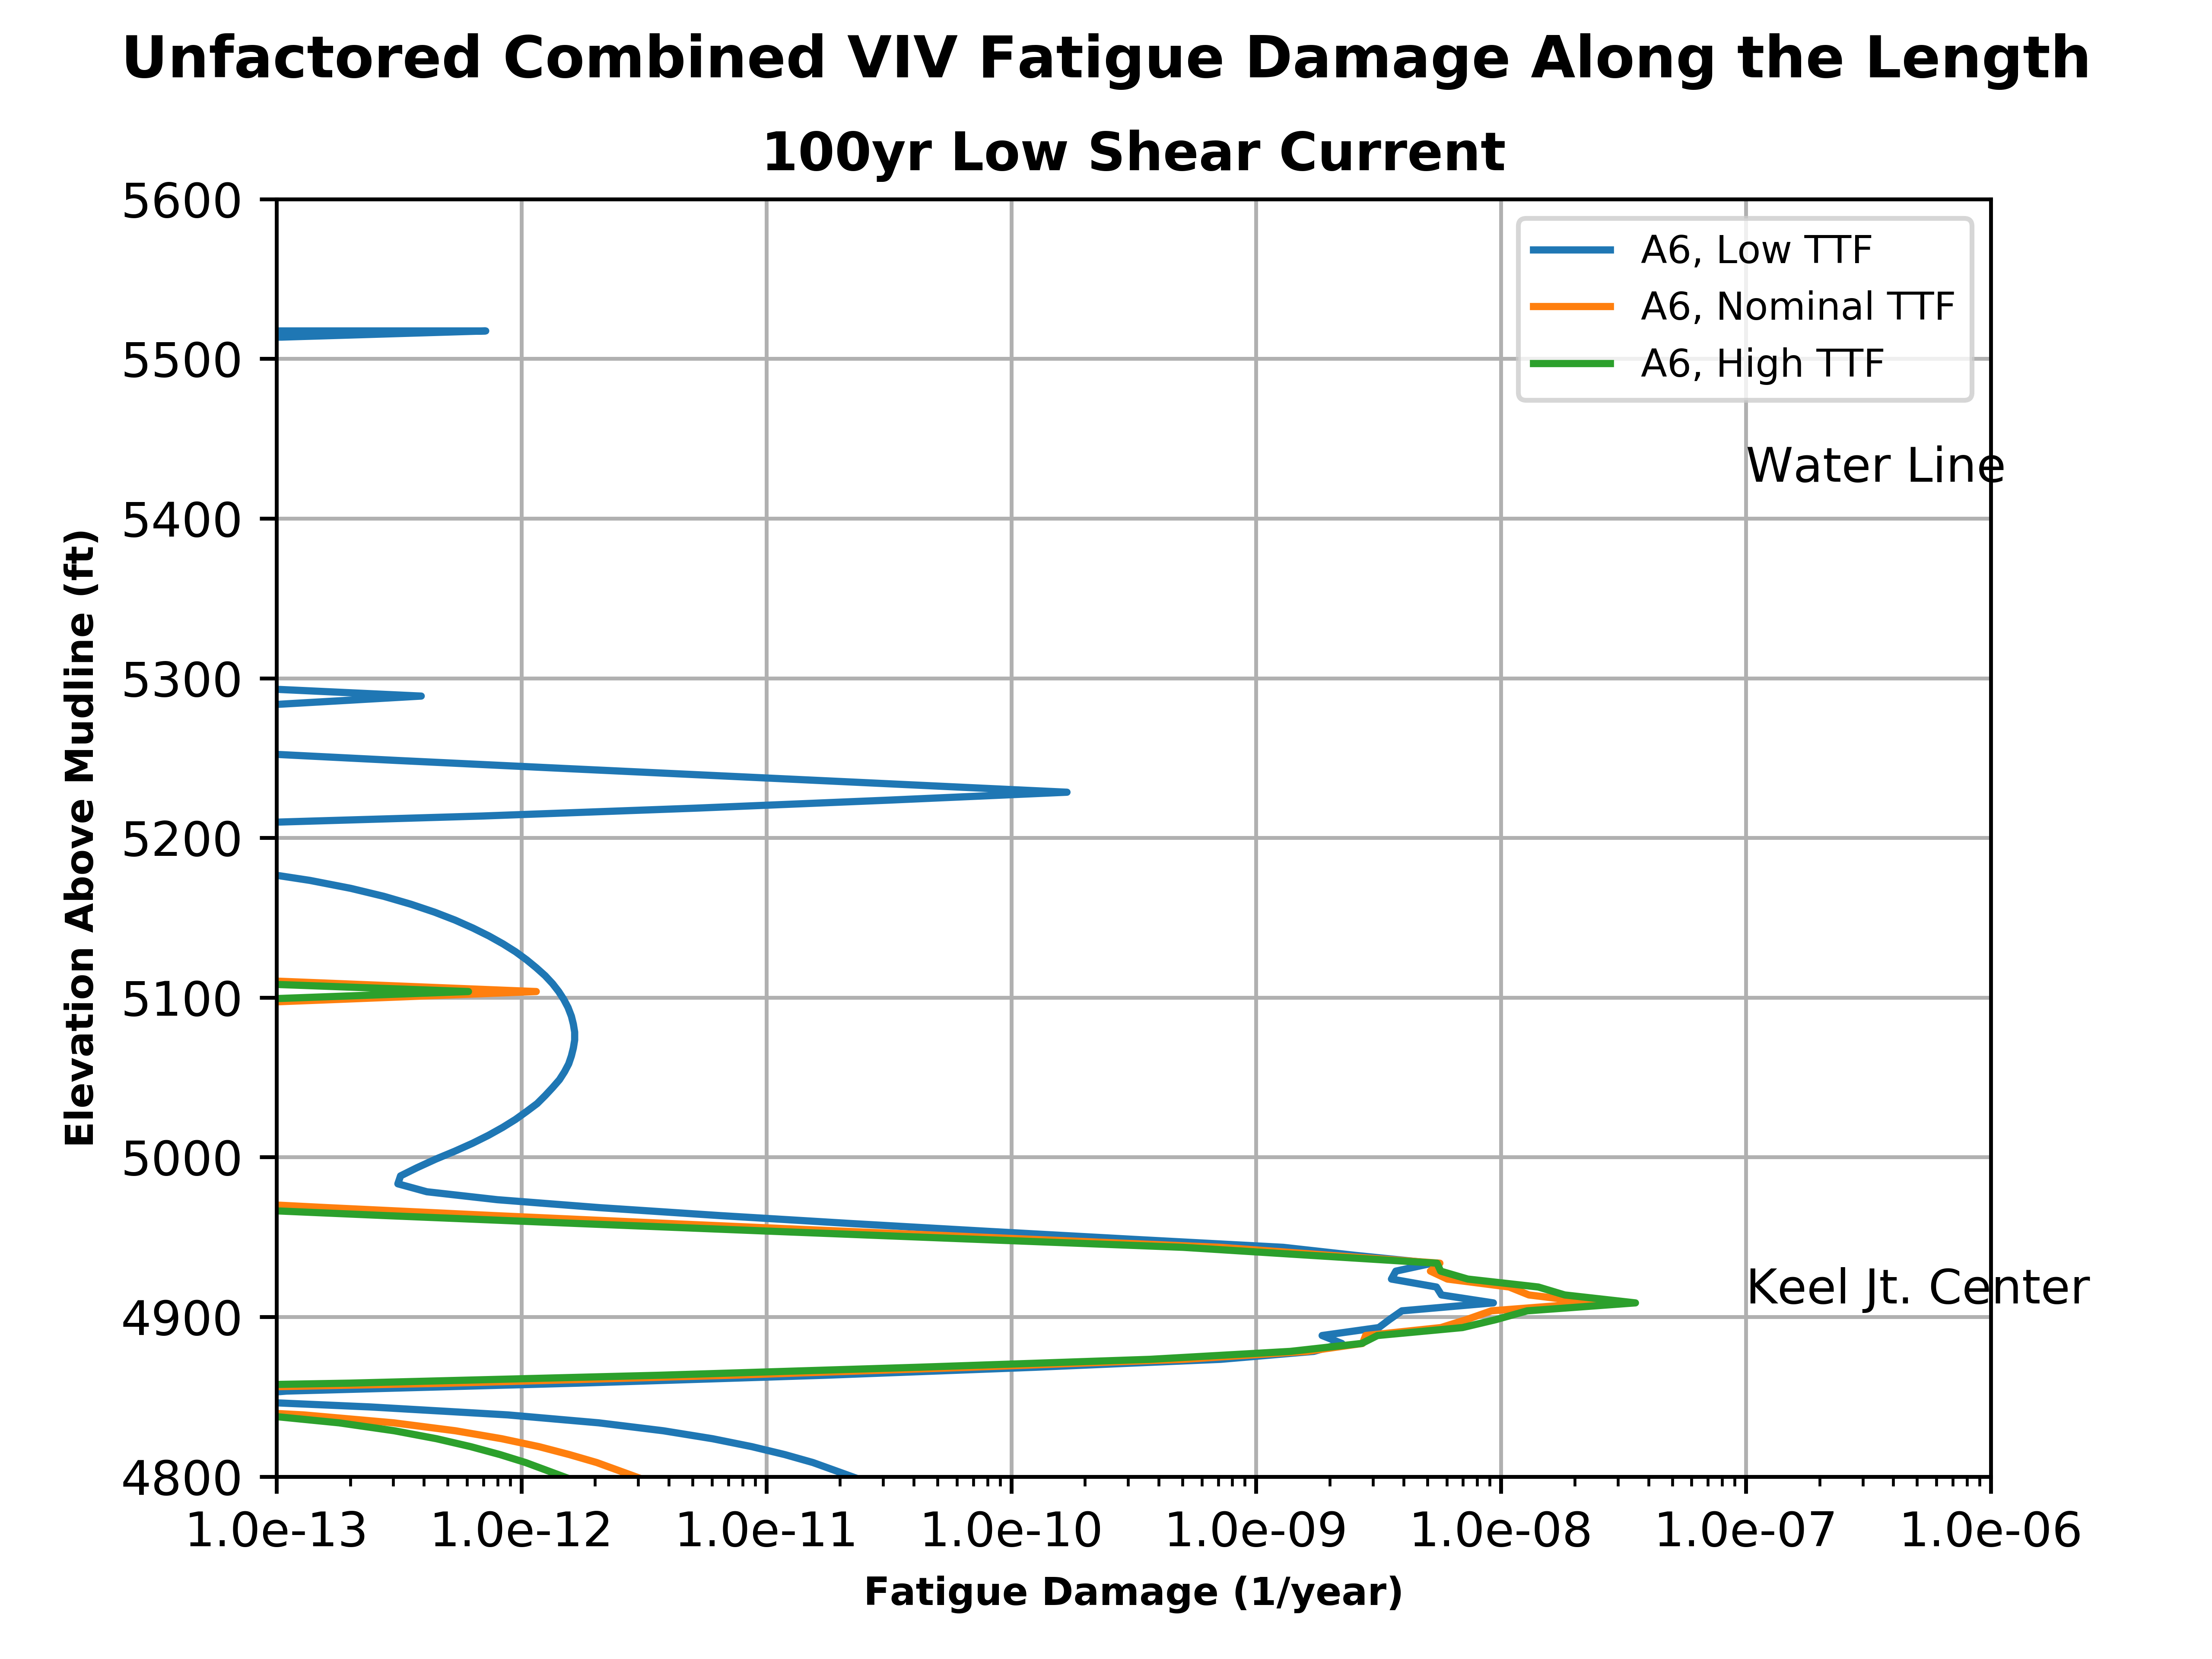 Unfactored Combined VIV Fatigue Damage Along the Length
100yr Low Shear Current
5600
5500
5400
5300
5200
5100
5000
4900
4800
Elevation Above Mudline (ft)
A6, Low TTF
A6, Nominal TTF
A6, High TTF
Water Line
Keel Jt. Center
1.0e-13 1.0e-12 1.0e-11 1.0e-10 1.0e-09 1.0e-08 1.0e-07 1.0e-06
Fatigue Damage (1/year)